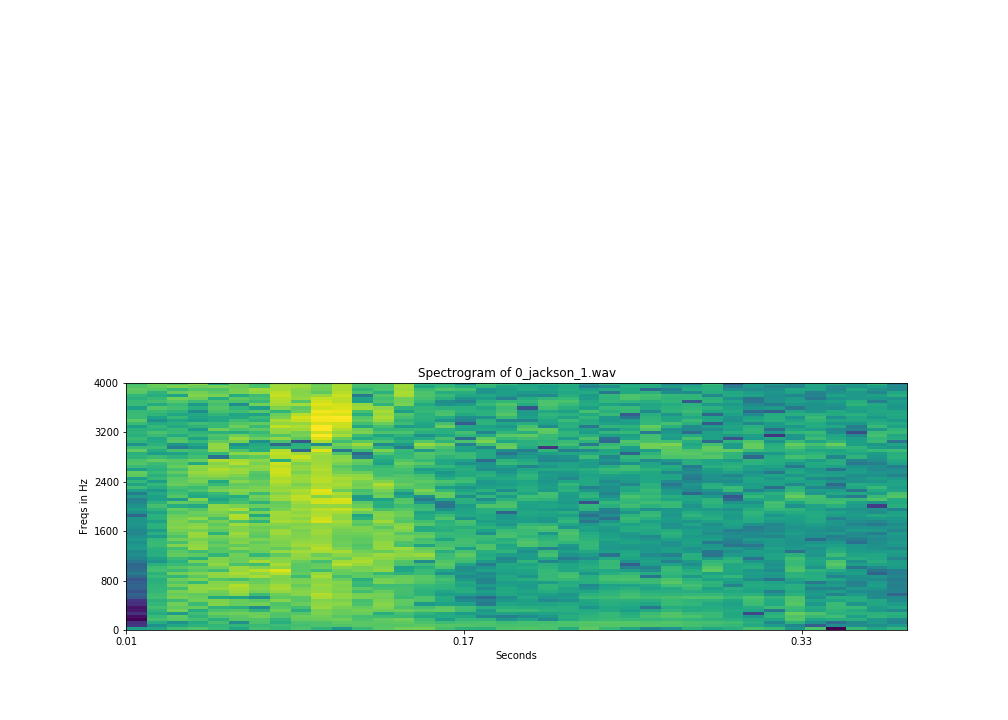 Spectrogram of 0_jackson_1.wav
4000
3200
2400
1600
800
0
Freqs in Hz
0.01 0.17 0.33
Seconds